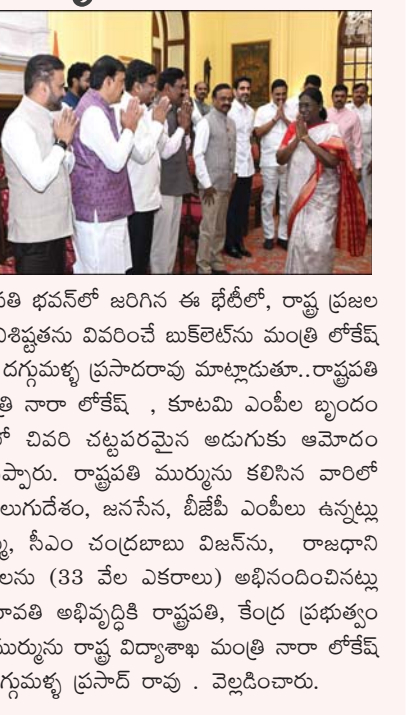 పతి భవన్‌లో జరిగిన ఈ భేటీలో, రాష్ట్ర ప్రజల
విశిష్టతను వివరించే బుక్‌లెట్‌ను మంత్రి లోకేష్
దగ్గుమళ్ళ ప్రసాదరావు మాట్లాడుతూ..రాష్ట్రపతి
త్రి నారా లోకేష్ , కూటమి ఎంపీల బృందం
లో చివరి చట్టపరమైన అడుగుకు ఆమోదం
ప్పారు. రాష్ట్రపతి ముర్మును కలిసిన వారిలో
లుగుదేశం, జనసేన, బీజేపీ ఎంపీలు ఉన్నట్లు
సీఎం చంద్రబాబు విజన్‌ను, రాజధాని
లను (33 వేల ఎకరాలు) అభినందించినట్లు
రావతి అభివృద్ధికి రాష్ట్రపతి, కేంద్ర ప్రభుత్వం
ముర్మును రాష్ట్ర విద్యాశాఖ మంత్రి నారా లోకేష్
గ్గుమళ్ళ ప్రసాద్ రావు . వెల్లడించారు.